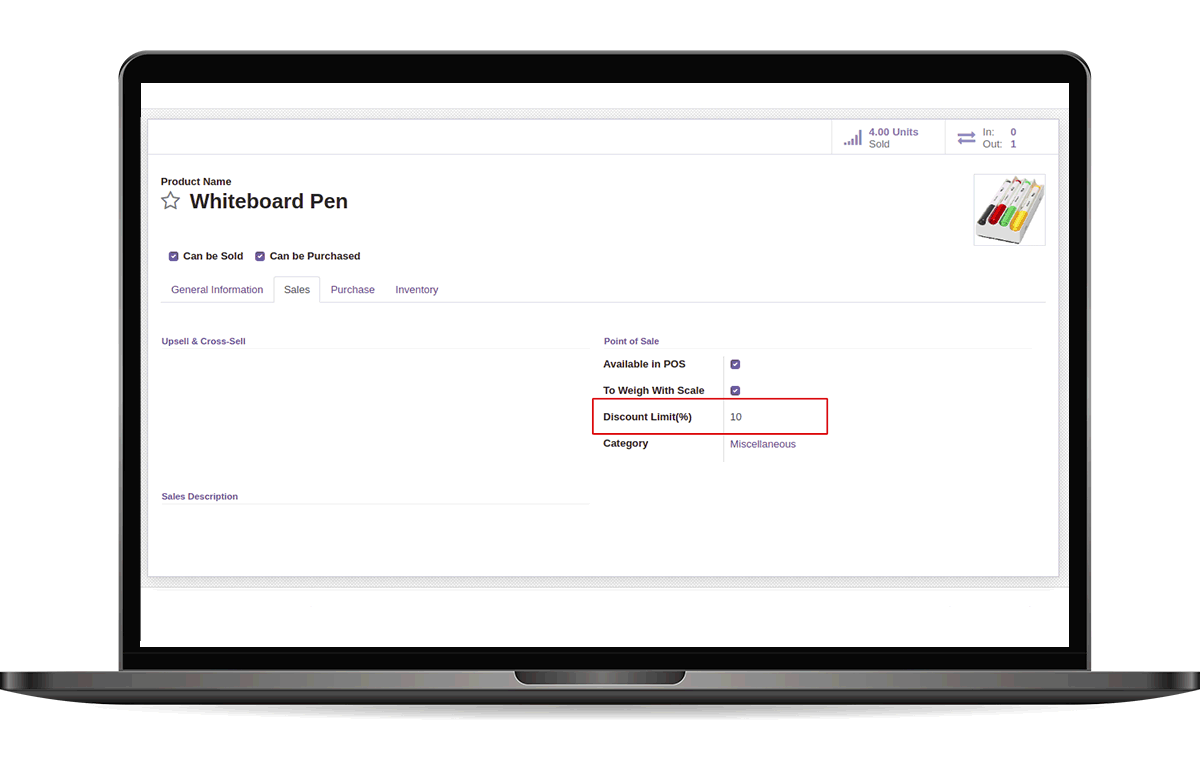 4.00 Units
Sold
In: 0
Out: 1
Product Name
Whiteboard Pen
Can be Sold Can be Purchased
General Information Sales Purchase Inventory
Upsell & Cross-Sell
Point of Sale
Available in POS
To Weigh With Scale
Discount Limit(%) 10
Category Miscellaneous
Sales Description